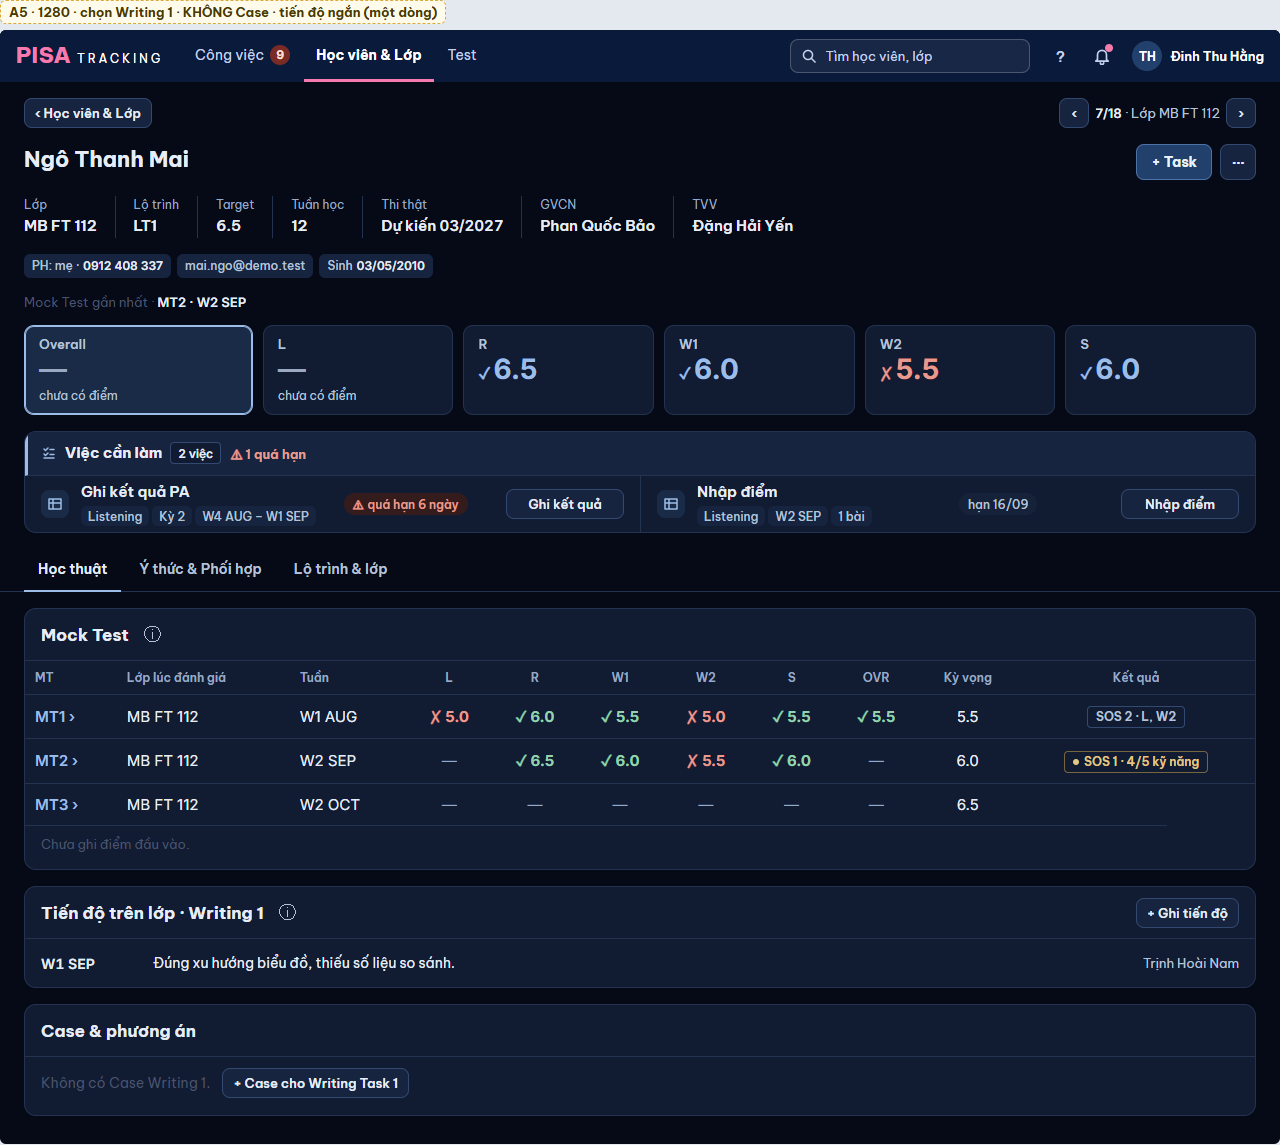 A5 · 1280 · chọn Writing 1 · KHÔNG Case · tiến độ ngắn (một dòng)
PISA TRACKING Công việc 9 Học viên & Lớp Test Tìm học viên, lớp ? TH Đinh Thu Hằng
‹ Học viên & Lớp ‹ 7/18 · Lớp MB FT 112 ›
Ngô Thanh Mai + Task ···
Lớp Lộ trình Target Tuần học Thi thật GVCN TVV
MB FT 112 LT1 6.5 12 Dự kiến 03/2027 Phan Quốc Bảo Đặng Hải Yến
PH: mẹ · 0912 408 337 mai.ngo@demo.test Sinh 03/05/2010
Mock Test gần nhất · MT2 · W2 SEP
Overall L R W1 W2 S
— — ✓6.5 ✓6.0 ✗5.5 ✓6.0
chưa có điểm chưa có điểm
Việc cần làm 2 việc ⚠ 1 quá hạn
Ghi kết quả PA ⚠ quá hạn 6 ngày Ghi kết quả
Listening Kỳ 2 W4 AUG – W1 SEP
Nhập điểm hạn 16/09 Nhập điểm
Listening W2 SEP 1 bài
Học thuật Ý thức & Phối hợp Lộ trình & lớp
Mock Test ⓘ
MT Lớp lúc đánh giá Tuần L R W1 W2 S OVR Kỳ vọng Kết quả
MT1 › MB FT 112 W1 AUG ✗ 5.0 ✓ 6.0 ✓ 5.5 ✗ 5.0 ✓ 5.5 ✓ 5.5 5.5 SOS 2 · L, W2
MT2 › MB FT 112 W2 SEP — ✓ 6.5 ✓ 6.0 ✗ 5.5 ✓ 6.0 — 6.0 ● SOS 1 · 4/5 kỹ năng
MT3 › MB FT 112 W2 OCT — — — — — — 6.5
Chưa ghi điểm đầu vào.
Tiến độ trên lớp · Writing 1 ⓘ + Ghi tiến độ
W1 SEP Đúng xu hướng biểu đồ, thiếu số liệu so sánh. Trịnh Hoài Nam
Case & phương án
Không có Case Writing 1. + Case cho Writing Task 1